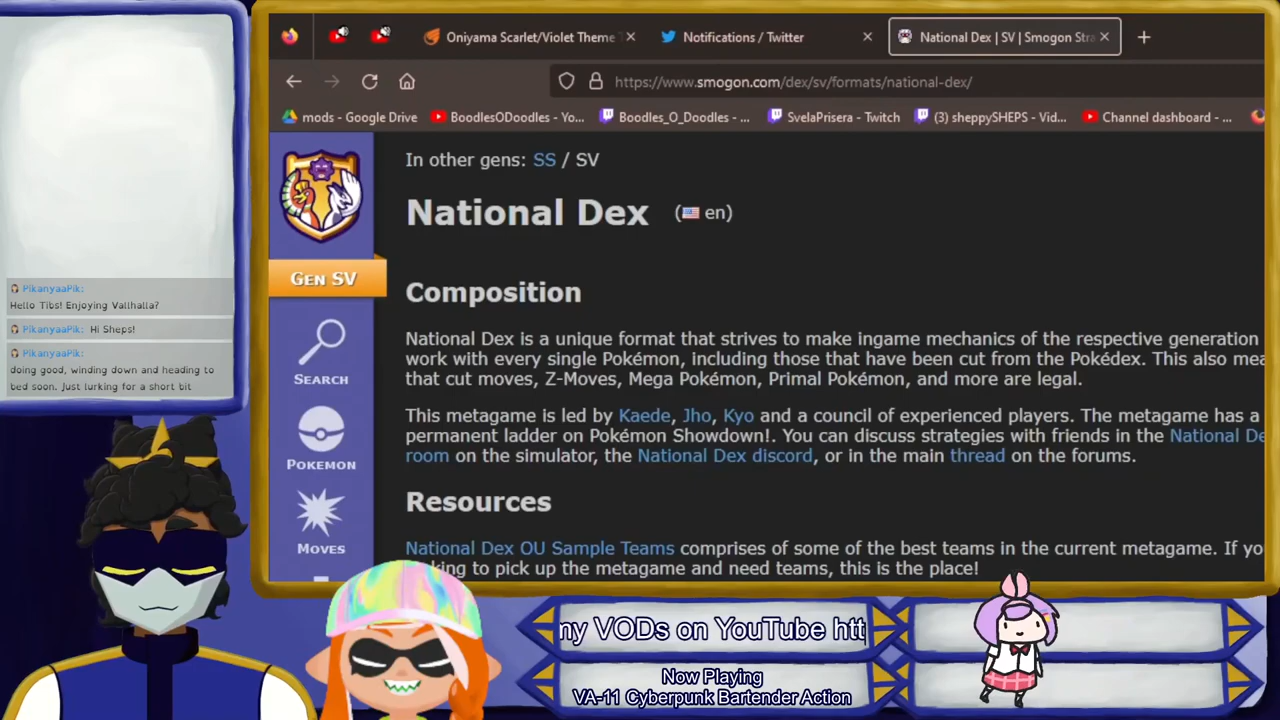 Oniyama Scarlet/Violet Theme
Notifications / Twitter
National Dex | SV | Smogon Stra
https://www.smogon.com/dex/sv/formats/national-dex/
mods - Google Drive
BoodlesODoodles - Yo...
Boodles_O_Doodles - ...
SvelaPrisera - Twitch
(3) sheppySHEPS - Vid...
Channel dashboard - ...
In other gens: SS / SV
National Dex (en)
GEN SV
SEARCH
POKEMON
MOVES
Composition
National Dex is a unique format that strives to make ingame mechanics of the respective generation
work with every single Pokémon, including those that have been cut from the Pokédex. This also mea
that cut moves, Z-Moves, Mega Pokémon, Primal Pokémon, and more are legal.
This metagame is led by Kaede, Jho, Kyo and a council of experienced players. The metagame has a
permanent ladder on Pokémon Showdown!. You can discuss strategies with friends in the National De
room on the simulator, the National Dex discord, or in the main thread on the forums.
Resources
National Dex OU Sample Teams comprises of some of the best teams in the current metagame. If yo
king to pick up the metagame and need teams, this is the place!
PikanyaaPik:
Hello Tibs! Enjoying Vallhalla?
PikanyaaPik: Hi Sheps!
PikanyaaPik:
doing good, winding down and heading to
bed soon. Just lurking for a short bit
my VODs on YouTube htt
Now Playing
VA-11 Cyberpunk Bartender Action